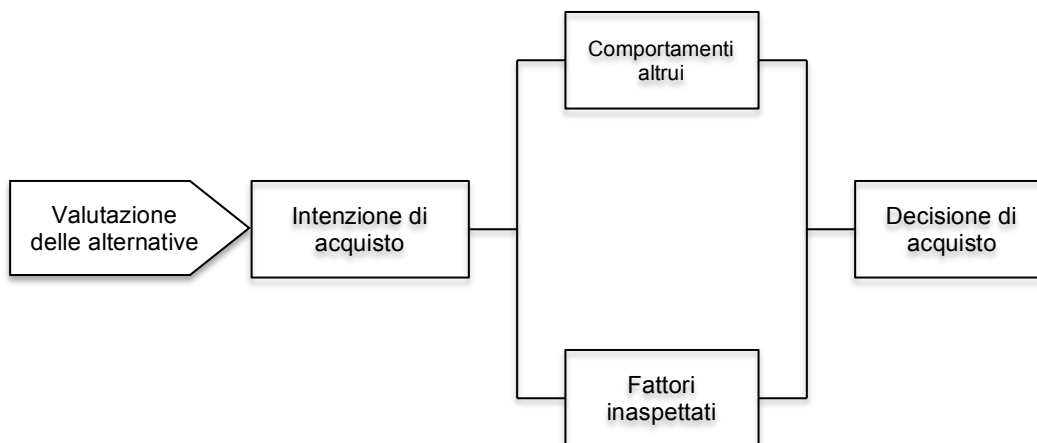 Comportamenti
altrui
Valutazione
delle alternative
Intenzione di
acquisto
Decisione di
acquisto
Fattori
inaspettati